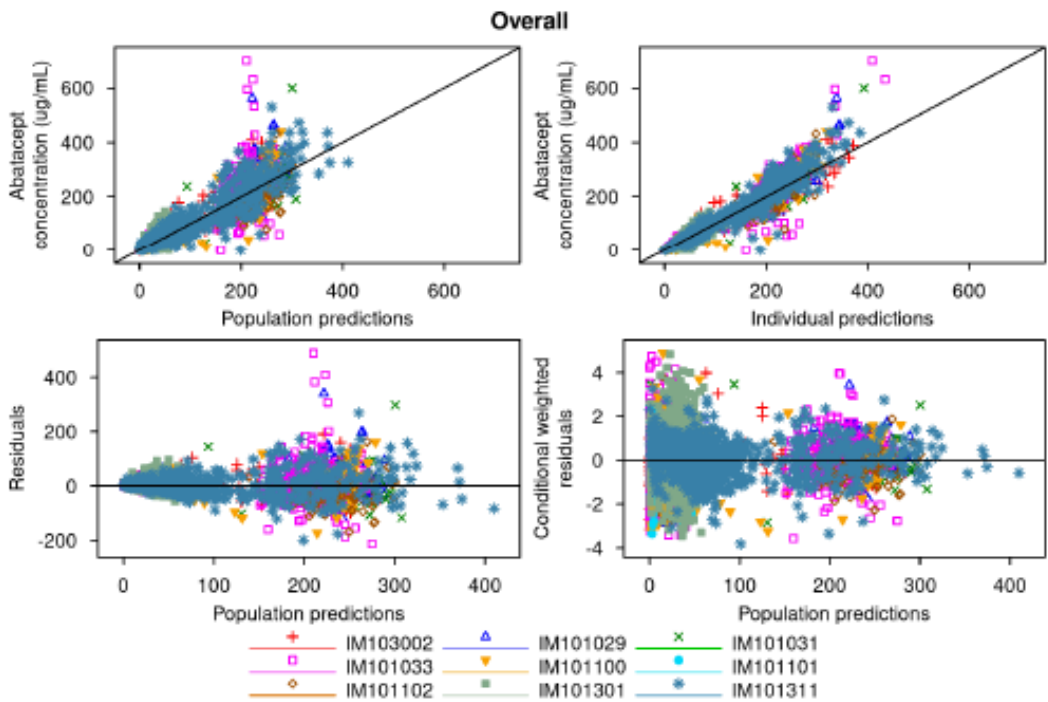 Overall
Abatacept
concentration (ug/mL)
600
400
200
0
0 200 400 600
Population predictions
Abatacept
concentration (ug/mL)
600
400
200
0
0 200 400 600
Individual predictions
Residuals
400
200
0
-200
0 100 200 300 400
Population predictions
Conditional weighted
residuals
4
2
0
-2
-4
0 100 200 300 400
Population predictions
IM103002 IM101029 IM101031
IM101033 IM101100 IM101101
IM101102 IM101301 IM101311